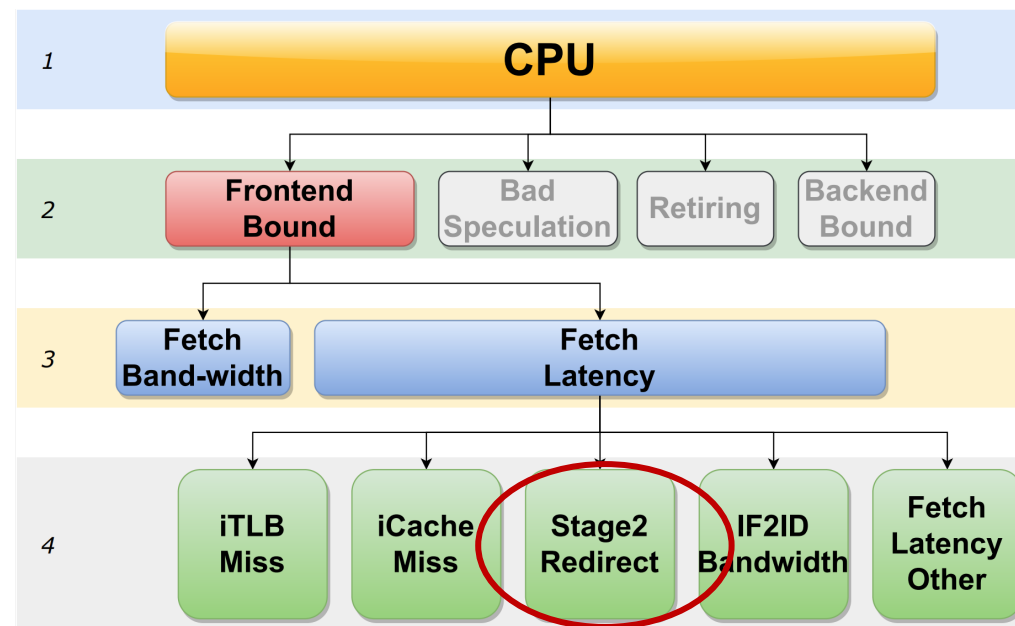 1
CPU
2
Frontend
Bound
Bad
Speculation
Retiring
Backend
Bound
3
Fetch
Band-width
Fetch
Latency
4
iTLB
Miss
iCache
Miss
Stage2
Redirect
IF2ID
Bandwidth
Fetch
Latency
Other